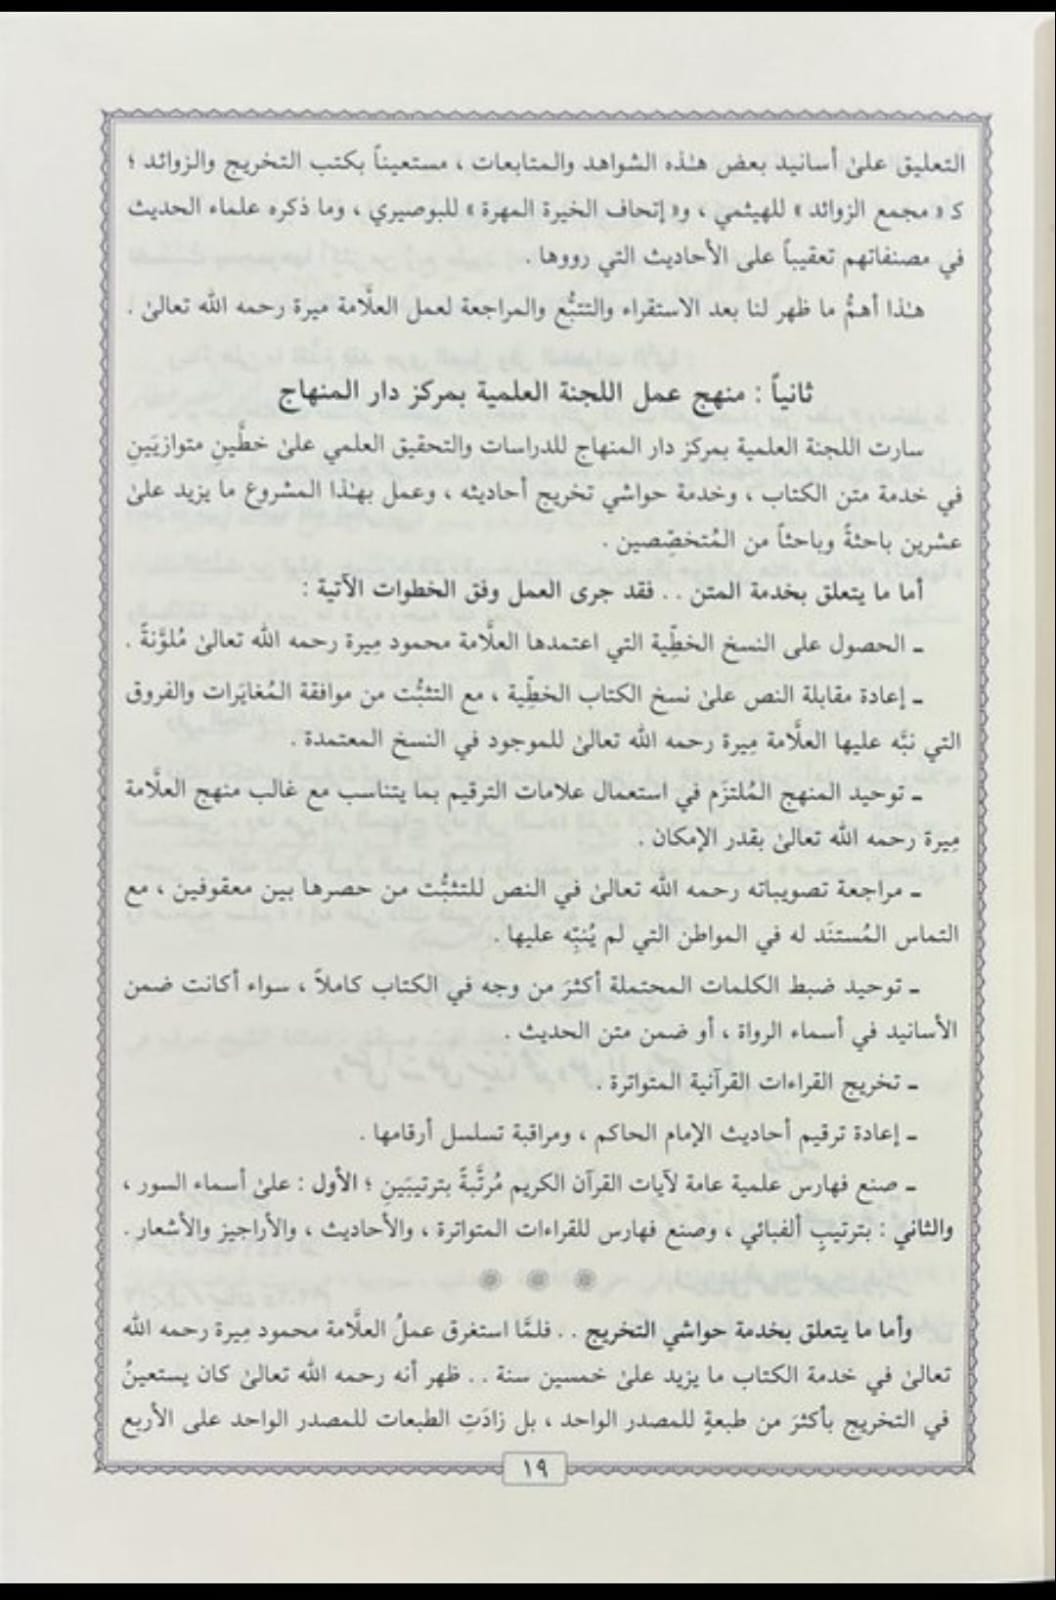 التعليق علىٰ أسانيد بعض هـٰذه الشواهد والمتابعات ، مستعيناً بكتب التخريج والزوائد ؛
كـ « مجمع الزوائد » للهيثمي ، و« إتحاف الخيرة المهرة » للبوصيري ، وما ذكره علماء الحديث
في مصنفاتهم تعقيباً على الأحاديث التي رووها .
هـٰذا أهمُّ ما ظهر لنا بعد الاستقراء والتتبُّع والمراجعة لعمل العلَّامة ميرة رحمه الله تعالىٰ .
ثانياً : منهج عمل اللجنة العلمية بمركز دار المنهاج
سارت اللجنة العلمية بمركز دار المنهاج للدراسات والتحقيق العلمي علىٰ خطَّينِ متوازيَينِ
في خدمة متن الكتاب ، وخدمة حواشي تخريج أحاديثه ، وعمل بهـٰذا المشروع ما يزيد علىٰ
عشرين باحثةً وباحثاً من المُتخصِّصين .
أما ما يتعلق بخدمة المتن . . فقد جرى العمل وفق الخطوات الآتية :
ـ الحصول على النسخ الخطِّية التي اعتمدها العلَّامة محمود مِيرة رحمه الله تعالىٰ مُلوَّنةً .
ـ إعادة مقابلة النص علىٰ نسخ الكتاب الخطِّية ، مع التثبُّت من موافقة المُغايَرات والفروق
التي نبَّه عليها العلَّامة مِيرة رحمه الله تعالىٰ للموجود في النسخ المعتمدة .
ـ توحيد المنهج المُلتزَم في استعمال علامات الترقيم بما يتناسب مع غالب منهج العلَّامة
مِيرة رحمه الله تعالىٰ بقدر الإمكان .
ـ مراجعة تصويباته رحمه الله تعالىٰ في النص للتثبُّت من حصرها بين معقوفين ، مع
التماس المُستنَد له في المواطن التي لم يُنبِّه عليها .
ـ توحيد ضبط الكلمات المحتملة أكثرَ من وجه في الكتاب كاملاً ، سواء أكانت ضمن
الأسانيد في أسماء الرواة ، أو ضمن متن الحديث .
ـ تخريج القراءات القرآنية المتواترة .
ـ إعادة ترقيم أحاديث الإمام الحاكم ، ومراقبة تسلسل أرقامها .
ـ صنع فهارس علمية عامة لآيات القرآن الكريم مُرتَّبةً بترتيبَينِ ؛ الأول : علىٰ أسماء السور ،
والثاني : بترتيبٍ ألفبائي ، وصنع فهارس للقراءات المتواترة ، والأحاديث ، والأراجيز والأشعار .
وأما ما يتعلق بخدمة حواشي التخريج . . فلمَّا استغرق عملُ العلَّامة محمود مِيرة رحمه الله
تعالىٰ في خدمة الكتاب ما يزيد علىٰ خمسين سنة . . ظهر أنه رحمه الله تعالىٰ كان يستعينُ
في التخريج بأكثرَ من طبعةٍ للمصدر الواحد ، بل زادَتِ الطبعات للمصدر الواحد على الأربع
١٩